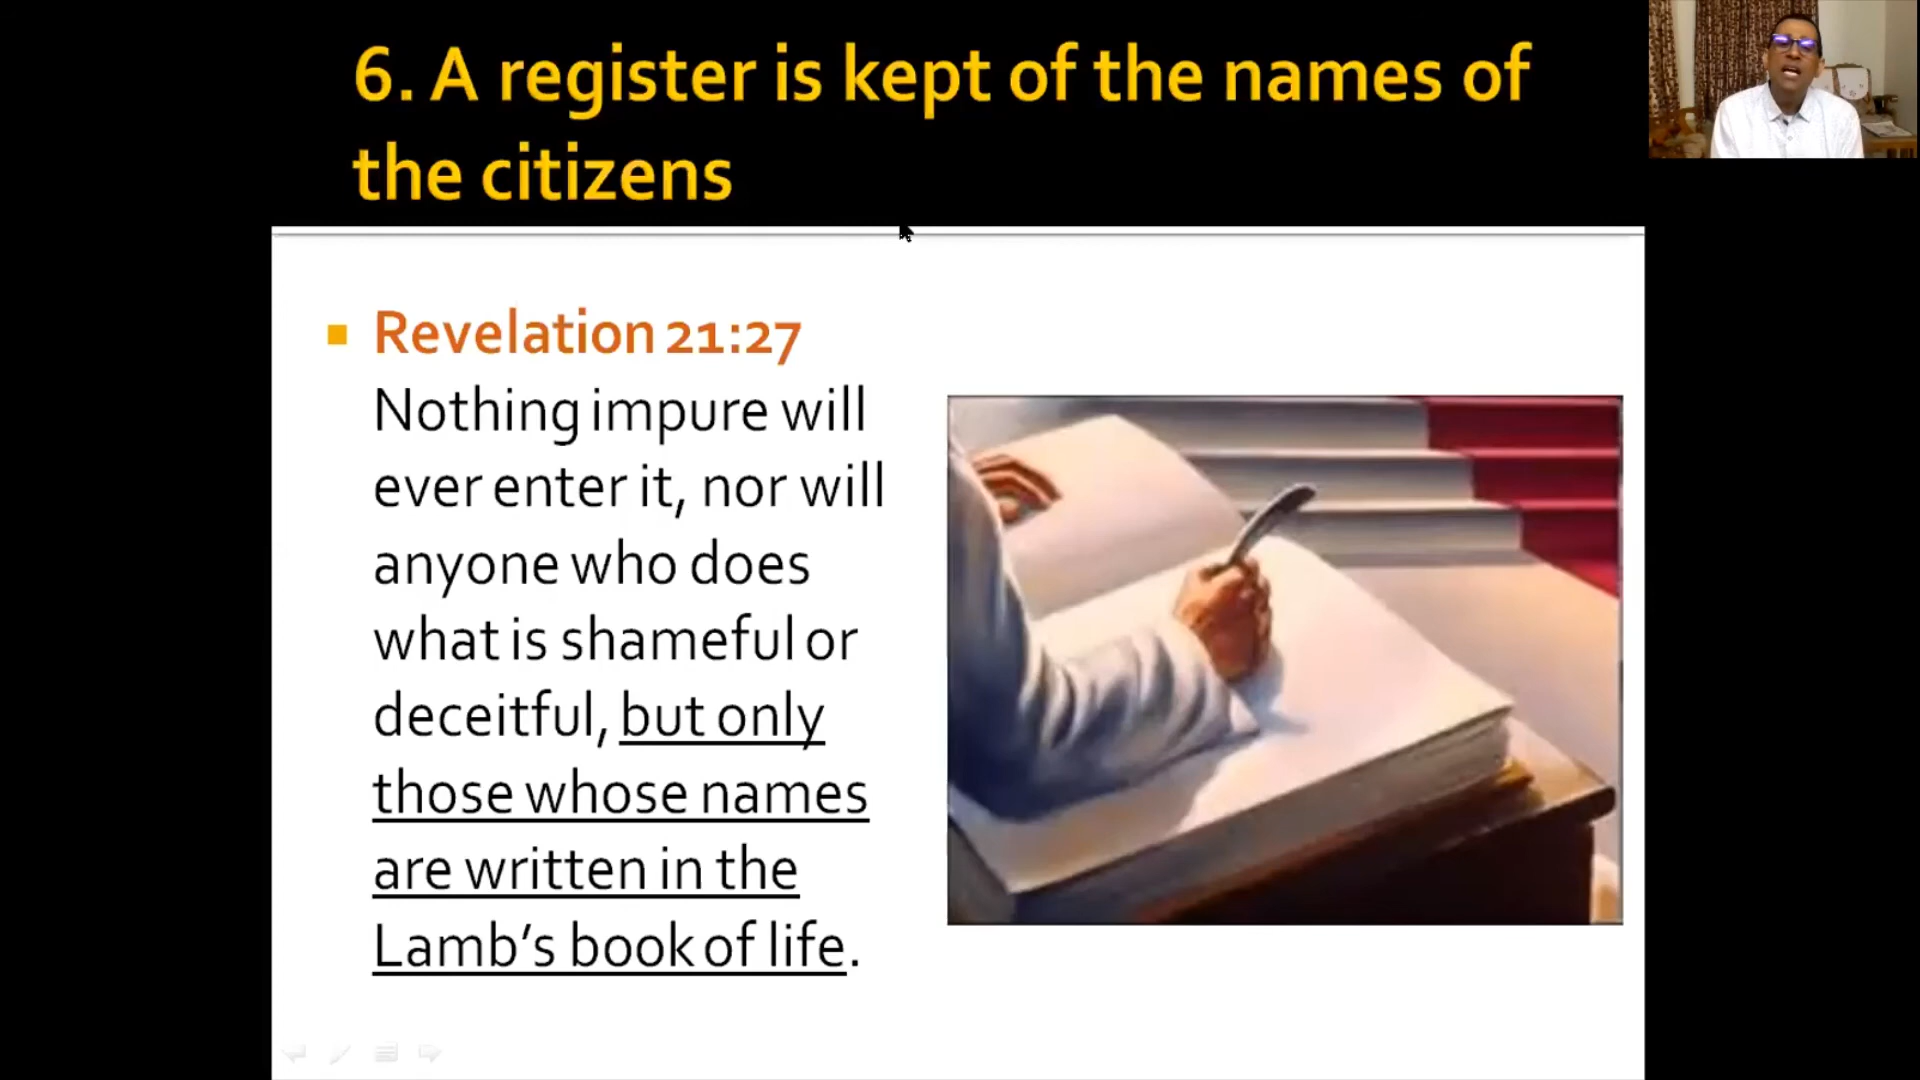 6. A register is kept of the names of
the citizens
Revelation 21:27
Nothing impure will
ever enter it, nor will
anyone who does
what is shameful or
deceitful, but only
those whose names
are written in the
Lamb’s book of life.